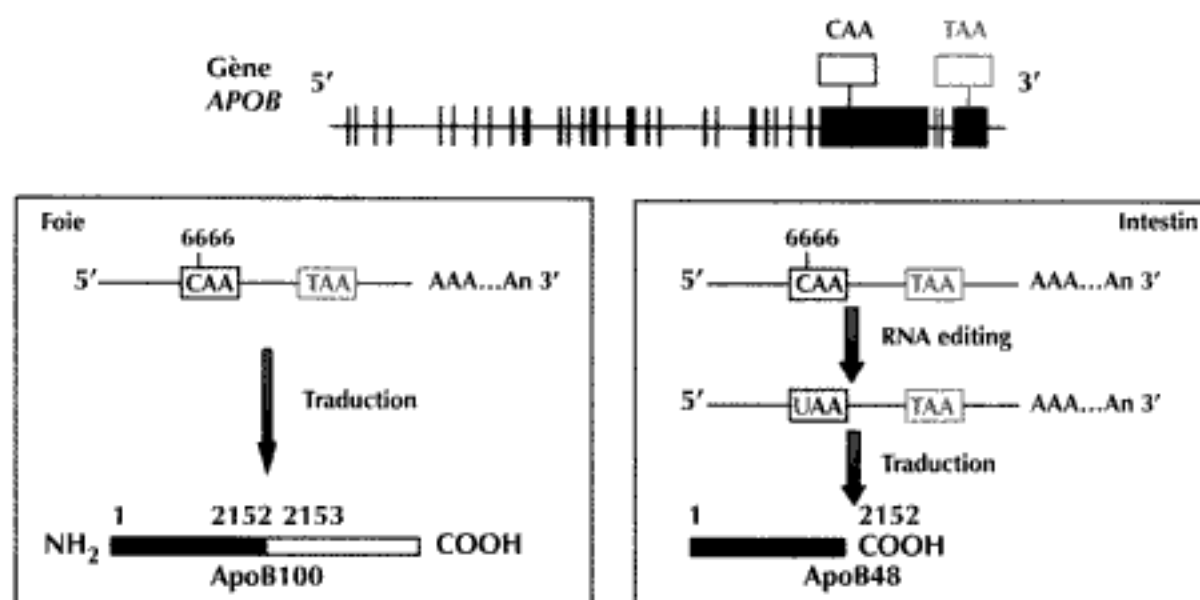 CAA TAA
Gène
APOB
5′ 3′
Foie
6666
5′ CAA TAA AAA...An 3′
Traduction
1 2152 2153
NH2 COOH
ApoB100
Intestin
6666
5′ CAA TAA AAA...An 3′
RNA editing
5′ UAA TAA AAA...An 3′
Traduction
1 2152
COOH
ApoB48